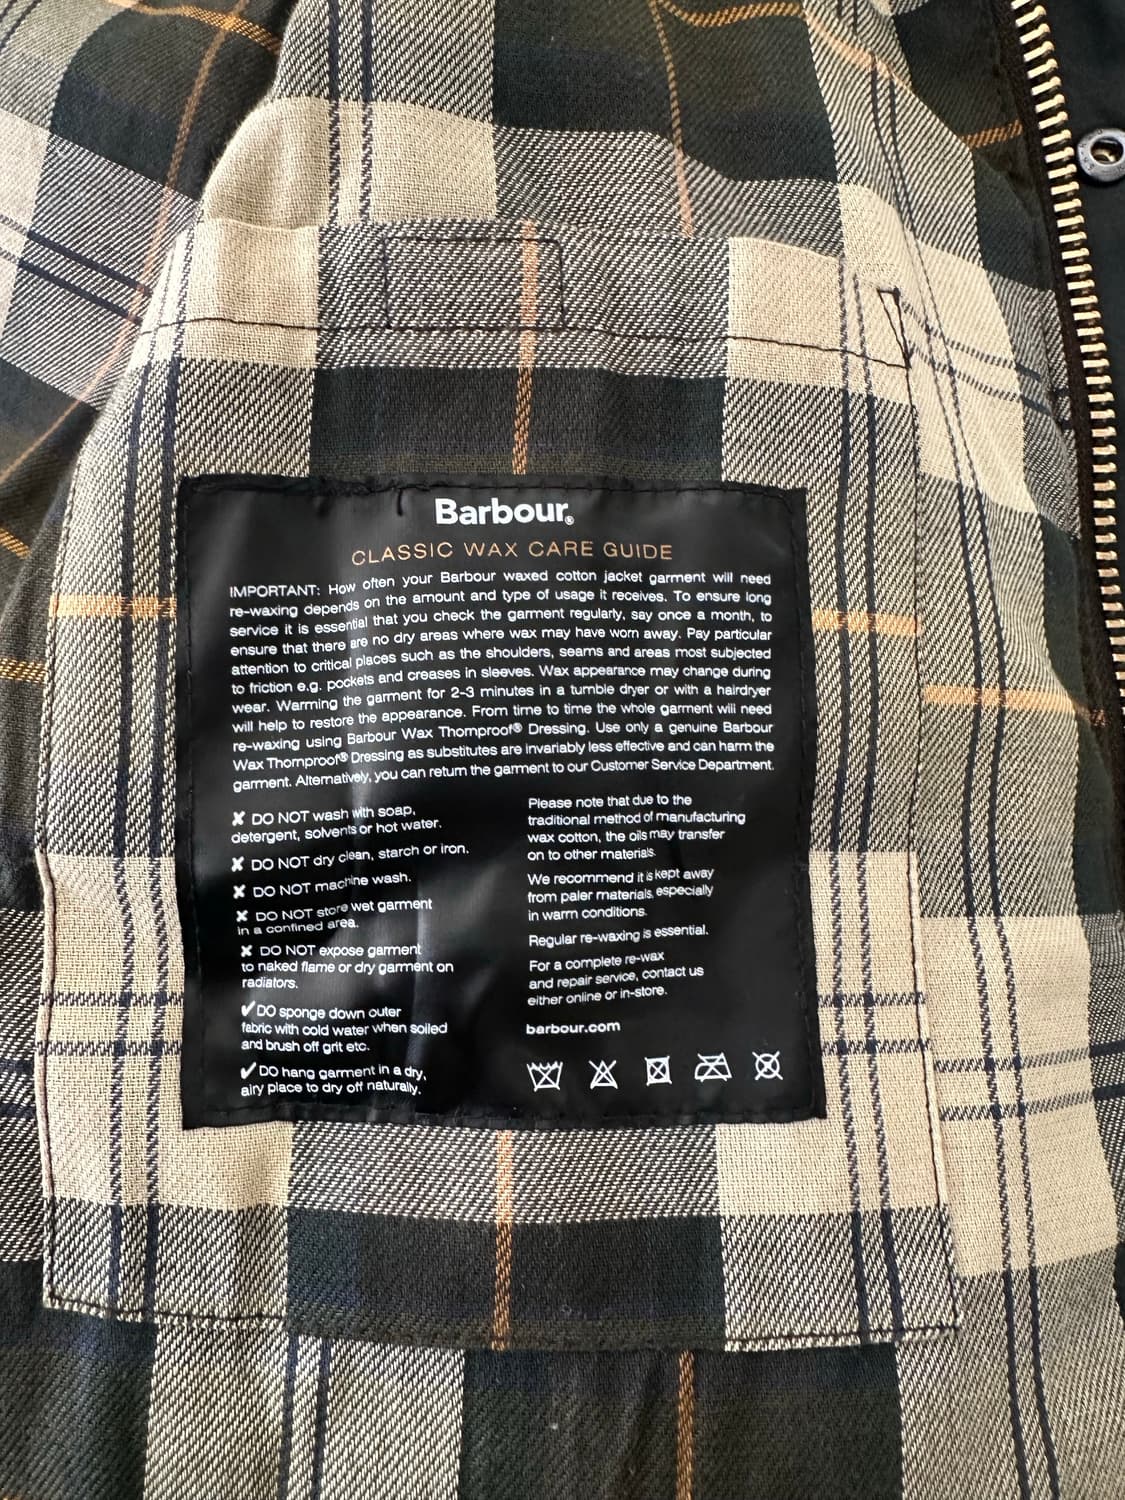 Barbour®
CLASSIC WAX CARE GUIDE
IMPORTANT: How often your Barbour waxed cotton jacket garment will need
re-waxing depends on the amount and type of usage it receives. To ensure long
service it is essential that you check the garment regularly, say once a month, to
ensure that there are no dry areas where wax may have worn away. Pay particular
attention to critical places such as the shoulders, seams and areas most subjected
to friction e.g. pockets and creases in sleeves. Wax appearance may change during
wear. Warming the garment for 2-3 minutes in a tumble dryer or with a hairdryer
will help to restore the appearance. From time to time the whole garment will need
re-waxing using Barbour Wax Thornproof® Dressing. Use only a genuine Barbour
Wax Thornproof® Dressing as substitutes are invariably less effective and can harm the
garment. Alternatively, you can return the garment to our Customer Service Department.
✘ DO NOT wash with soap,
detergent, solvents or hot water.
✘ DO NOT dry clean, starch or iron.
✘ DO NOT machine wash.
✘ DO NOT store wet garment
in a confined area.
✘ DO NOT expose garment
to naked flame or dry garment on
radiators.
✔DO sponge down outer
fabric with cold water when soiled
and brush off grit etc.
✔DO hang garment in a dry,
airy place to dry off naturally.
Please note that due to the
traditional method of manufacturing
wax cotton, the oils may transfer
on to other materials.
We recommend it is kept away
from paler materials, especially
in warm conditions.
Regular re-waxing is essential.
For a complete re-wax
and repair service, contact us
either online or in-store.
barbour.com